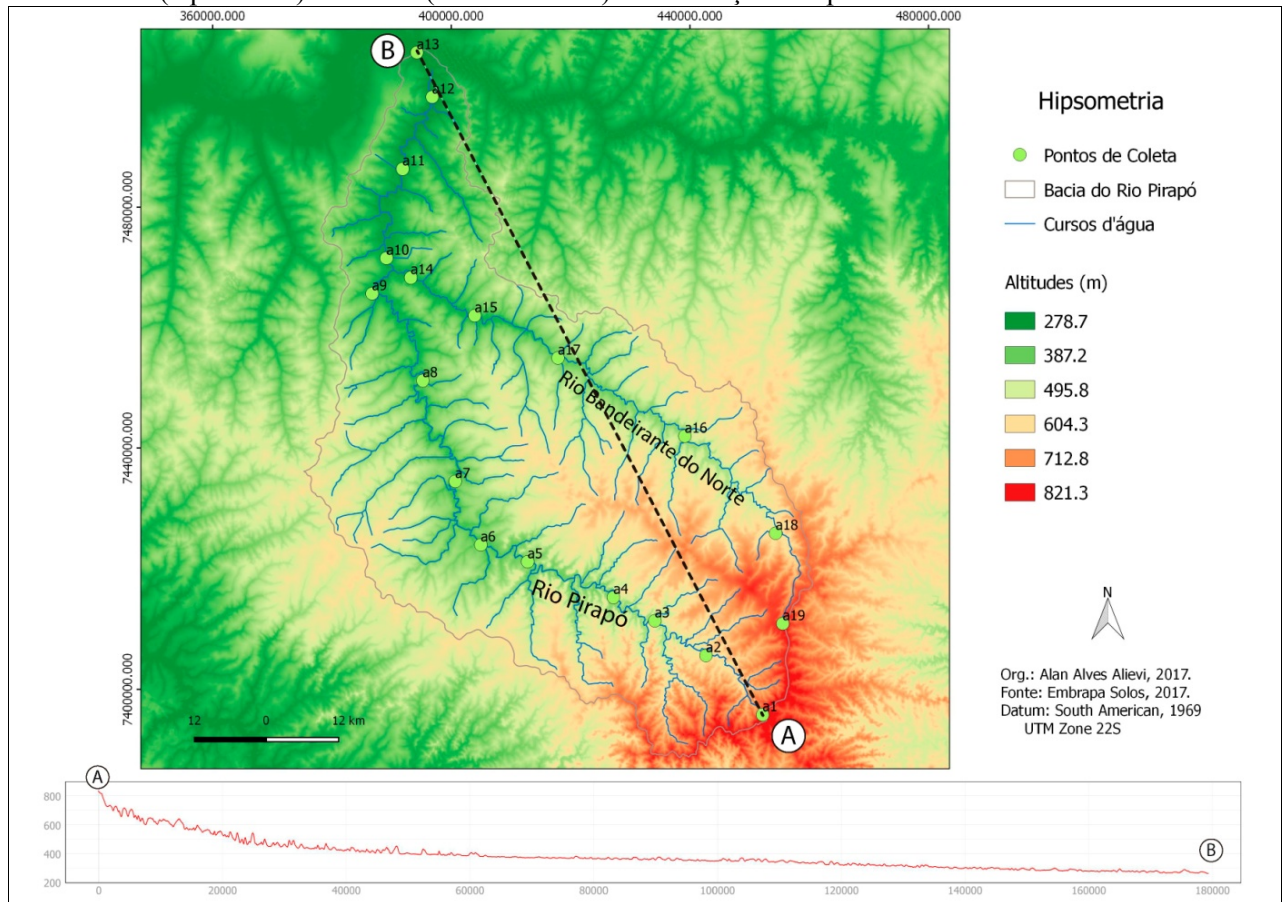 360000.000 400000.000 440000.000 480000.000
7480000.000
7440000.000
7400000.000
B
a13
a12
a11
a10
a14
a9
a15
a17
a8
Rio Bandeirante do Norte
a16
a7
a18
a6
a5
Rio Pirapó
a4
a3
a19
a2
a1
A
12 0 12 km
Hipsometria
Pontos de Coleta
Bacia do Rio Pirapó
Cursos d'água
Altitudes (m)
278.7
387.2
495.8
604.3
712.8
821.3
N
Org.: Alan Alves Alievi, 2017.
Fonte: Embrapa Solos, 2017.
Datum: South American, 1969
UTM Zone 22S
A
B
800
600
400
200
0 20000 40000 60000 80000 100000 120000 140000 160000 180000